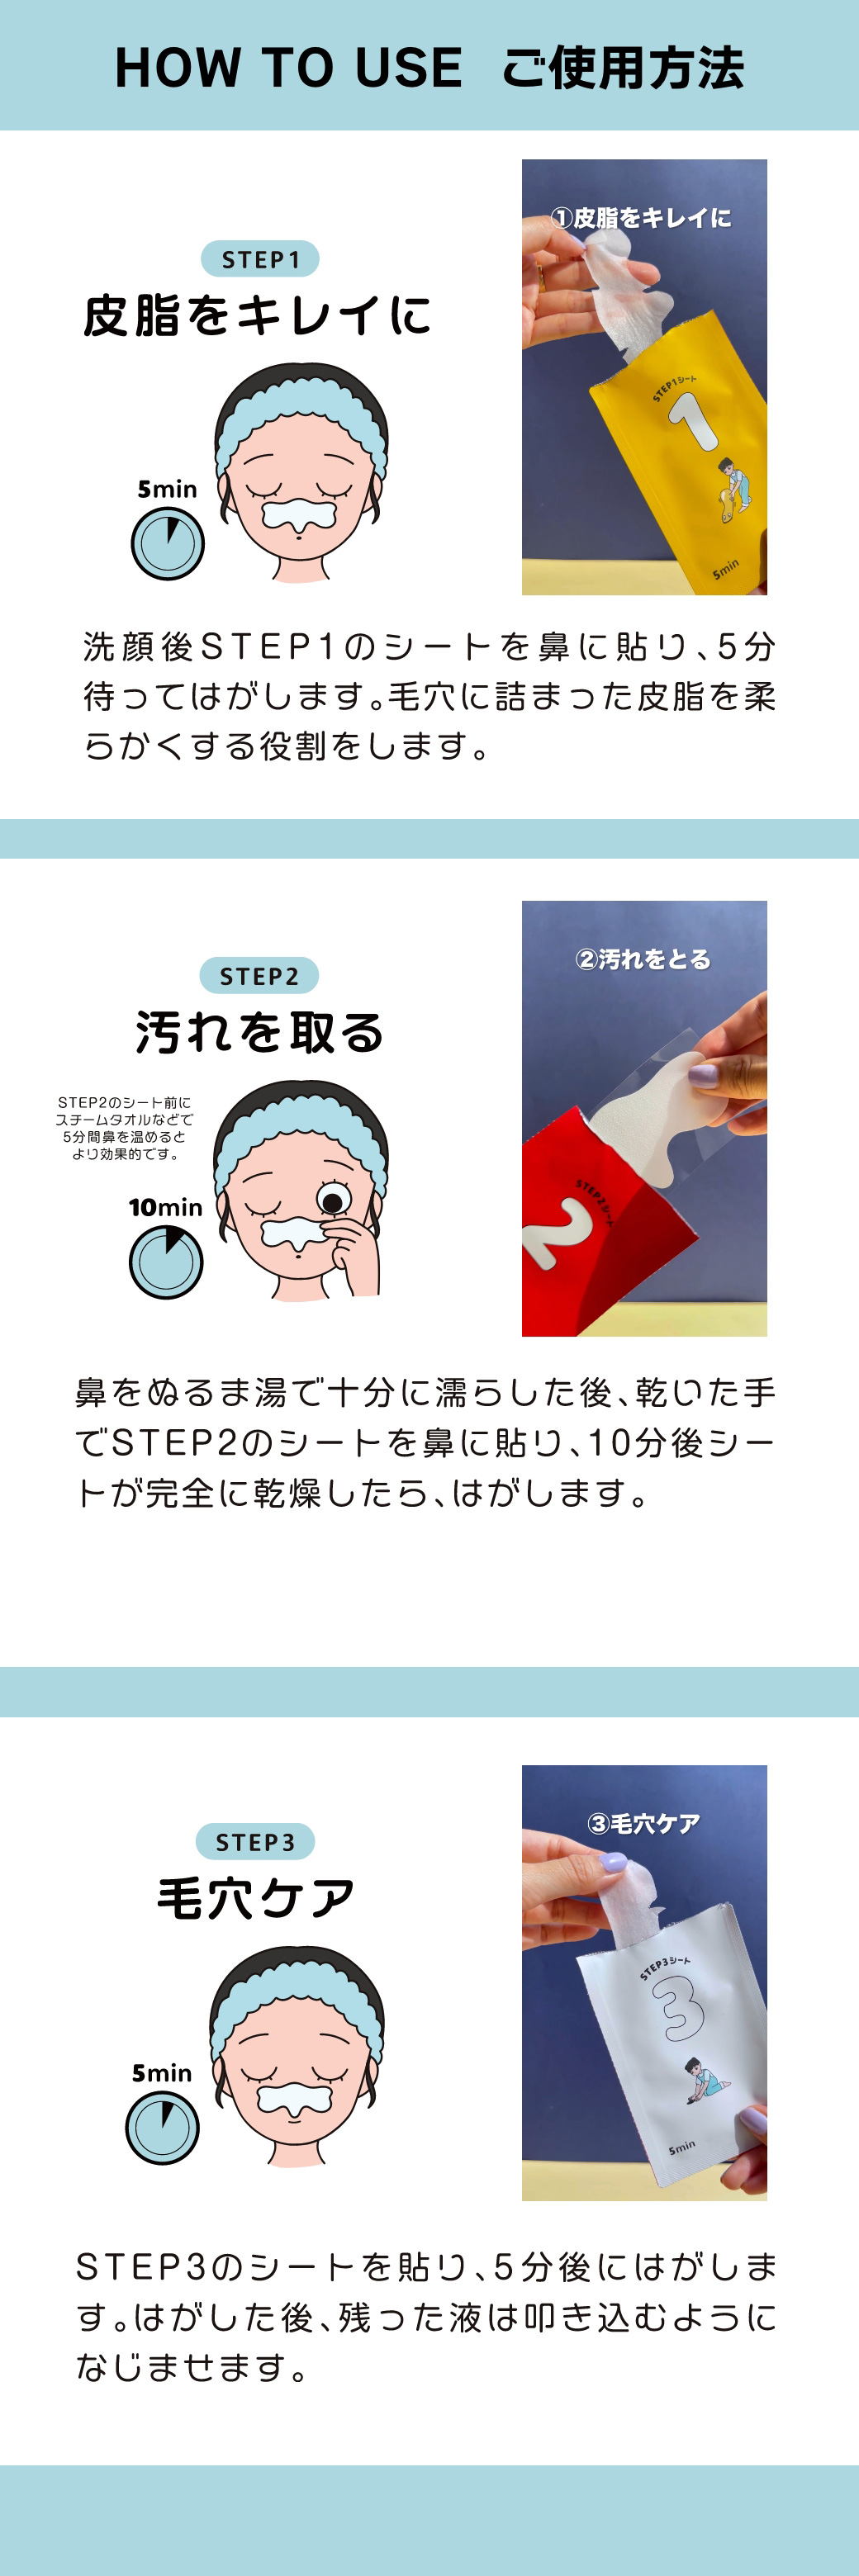 HOW TO USE ご使用方法
STEP1
皮脂をキレイに
5min
①皮脂をキレイに
STEP1シート
1
5min
洗顔後STEP1のシートを鼻に貼り、5分
待ってはがします。毛穴に詰まった皮脂を柔
らかくする役割をします。
STEP2
汚れを取る
STEP2のシート前に
スチームタオルなどで
5分間鼻を温めると
より効果的です。
10min
②汚れをとる
STEP2シート
2
鼻をぬるま湯で十分に濡らした後、乾いた手
でSTEP2のシートを鼻に貼り、10分後シー
トが完全に乾燥したら、はがします。
STEP3
毛穴ケア
5min
③毛穴ケア
STEP3シート
3
5min
STEP3のシートを貼り、5分後にはがしま
す。はがした後、残った液は叩き込むように
なじませます。